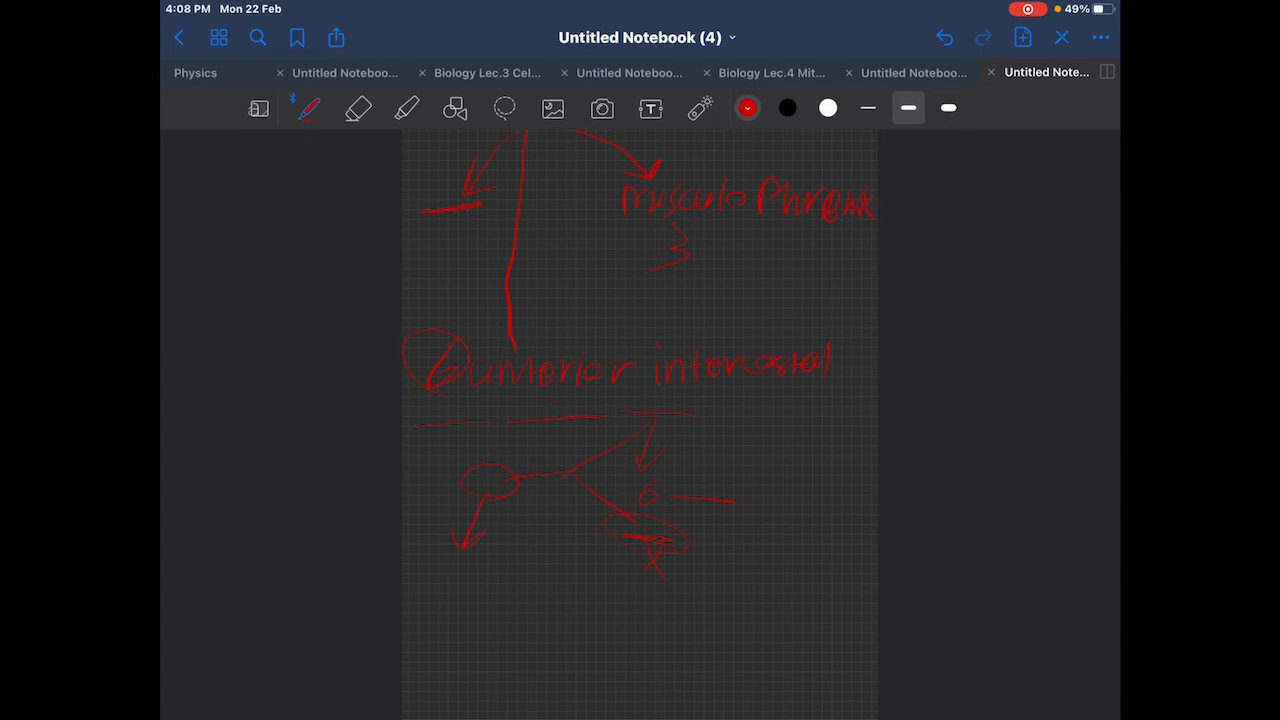 4:08 PM Mon 22 Feb 49%
Untitled Notebook (4)
Physics Untitled Noteboo... Biology Lec.3 Cel... Untitled Noteboo... Biology Lec.4 Mit... Untitled Noteboo... Untitled Note...
T
musculo Phrenic
3
6 anterior intercostal
6